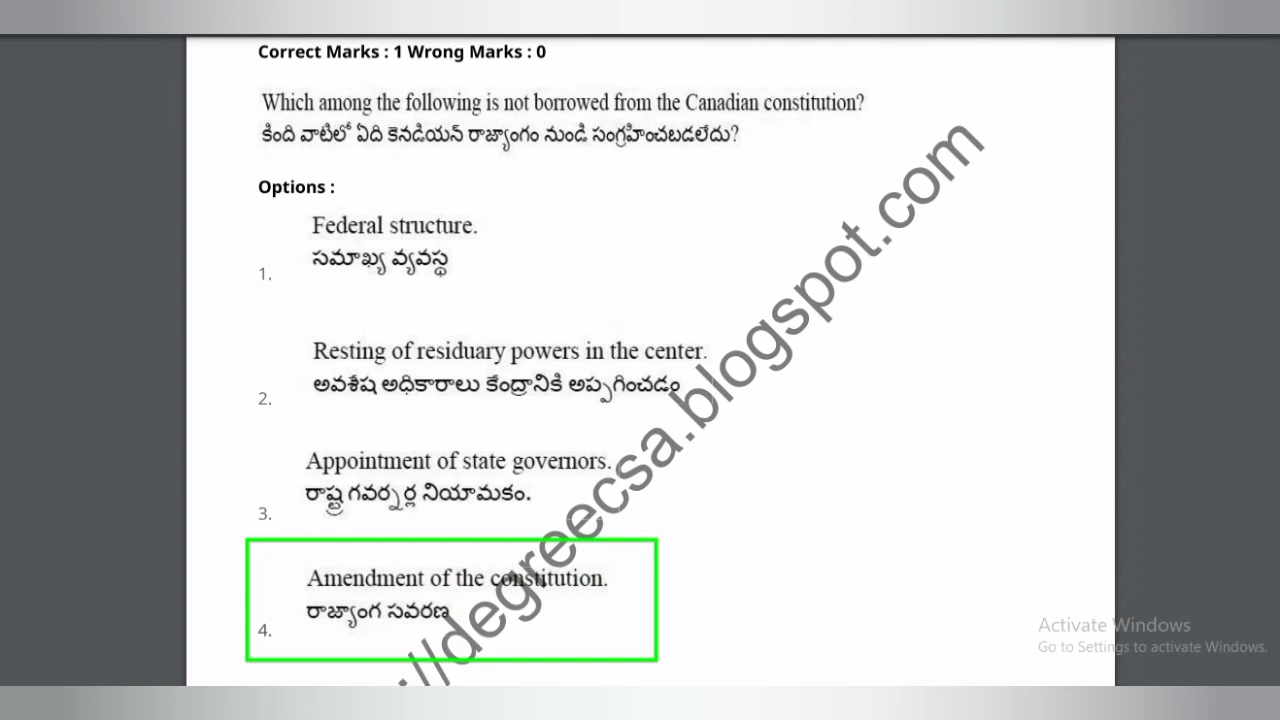 Correct Marks : 1 Wrong Marks : 0
Which among the following is not borrowed from the Canadian constitution?
కింది వాటిలో ఏది కెనడియన్ రాజ్యాంగం నుండి సంగ్రహించబడలేదు?
Options :
Federal structure.
సమాఖ్య వ్యవస్థ
1.
Resting of residuary powers in the center.
అవశేష అధికారాలు కేంద్రానికి అప్పగించడం
2.
Appointment of state governors.
రాష్ట్ర గవర్నర్ల నియామకం.
3.
Amendment of the constitution.
రాజ్యాంగ సవరణ
4.
://degreecsa.blogspot.com
Activate Windows
Go to Settings to activate Windows.